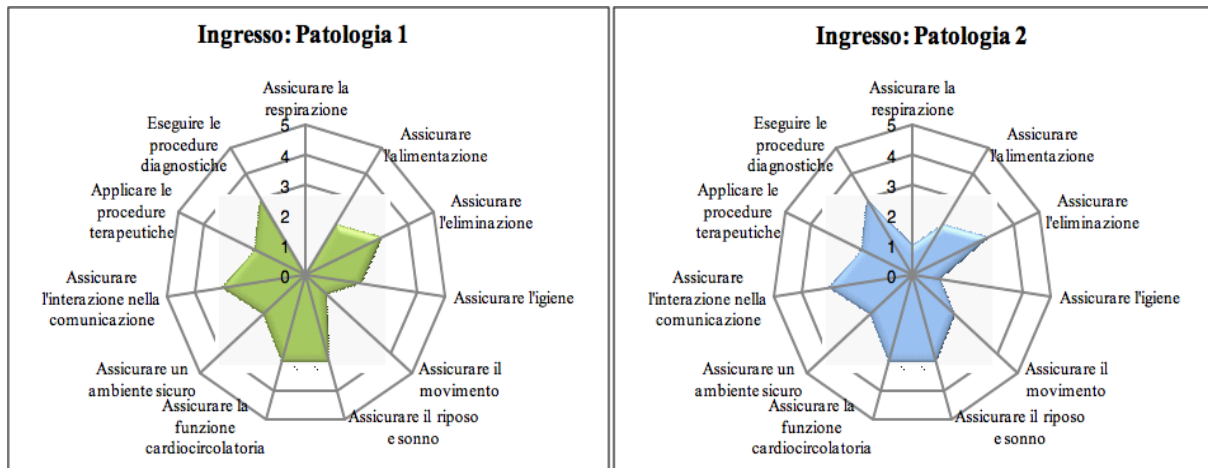 Ingresso: Patologia 1
Assicurare la
respirazione
Assicurare
l'alimentazione
Assicurare
l'eliminazione
Assicurare l'igiene
Assicurare il
movimento
Assicurare il riposo
e sonno
Assicurare la
funzione
cardiocircolatoria
Assicurare un
ambiente sicuro
Assicurare
l'interazione nella
comunicazione
Applicare le
procedure
terapeutiche
Eseguire le
procedure
diagnostiche
5
4
3
2
1
0
Ingresso: Patologia 2
Assicurare la
respirazione
Assicurare
l'alimentazione
Assicurare
l'eliminazione
Assicurare l'igiene
Assicurare il
movimento
Assicurare il riposo
e sonno
Assicurare la
funzione
cardiocircolatoria
Assicurare un
ambiente sicuro
Assicurare
l'interazione nella
comunicazione
Applicare le
procedure
terapeutiche
Eseguire le
procedure
diagnostiche
5
4
3
2
1
0